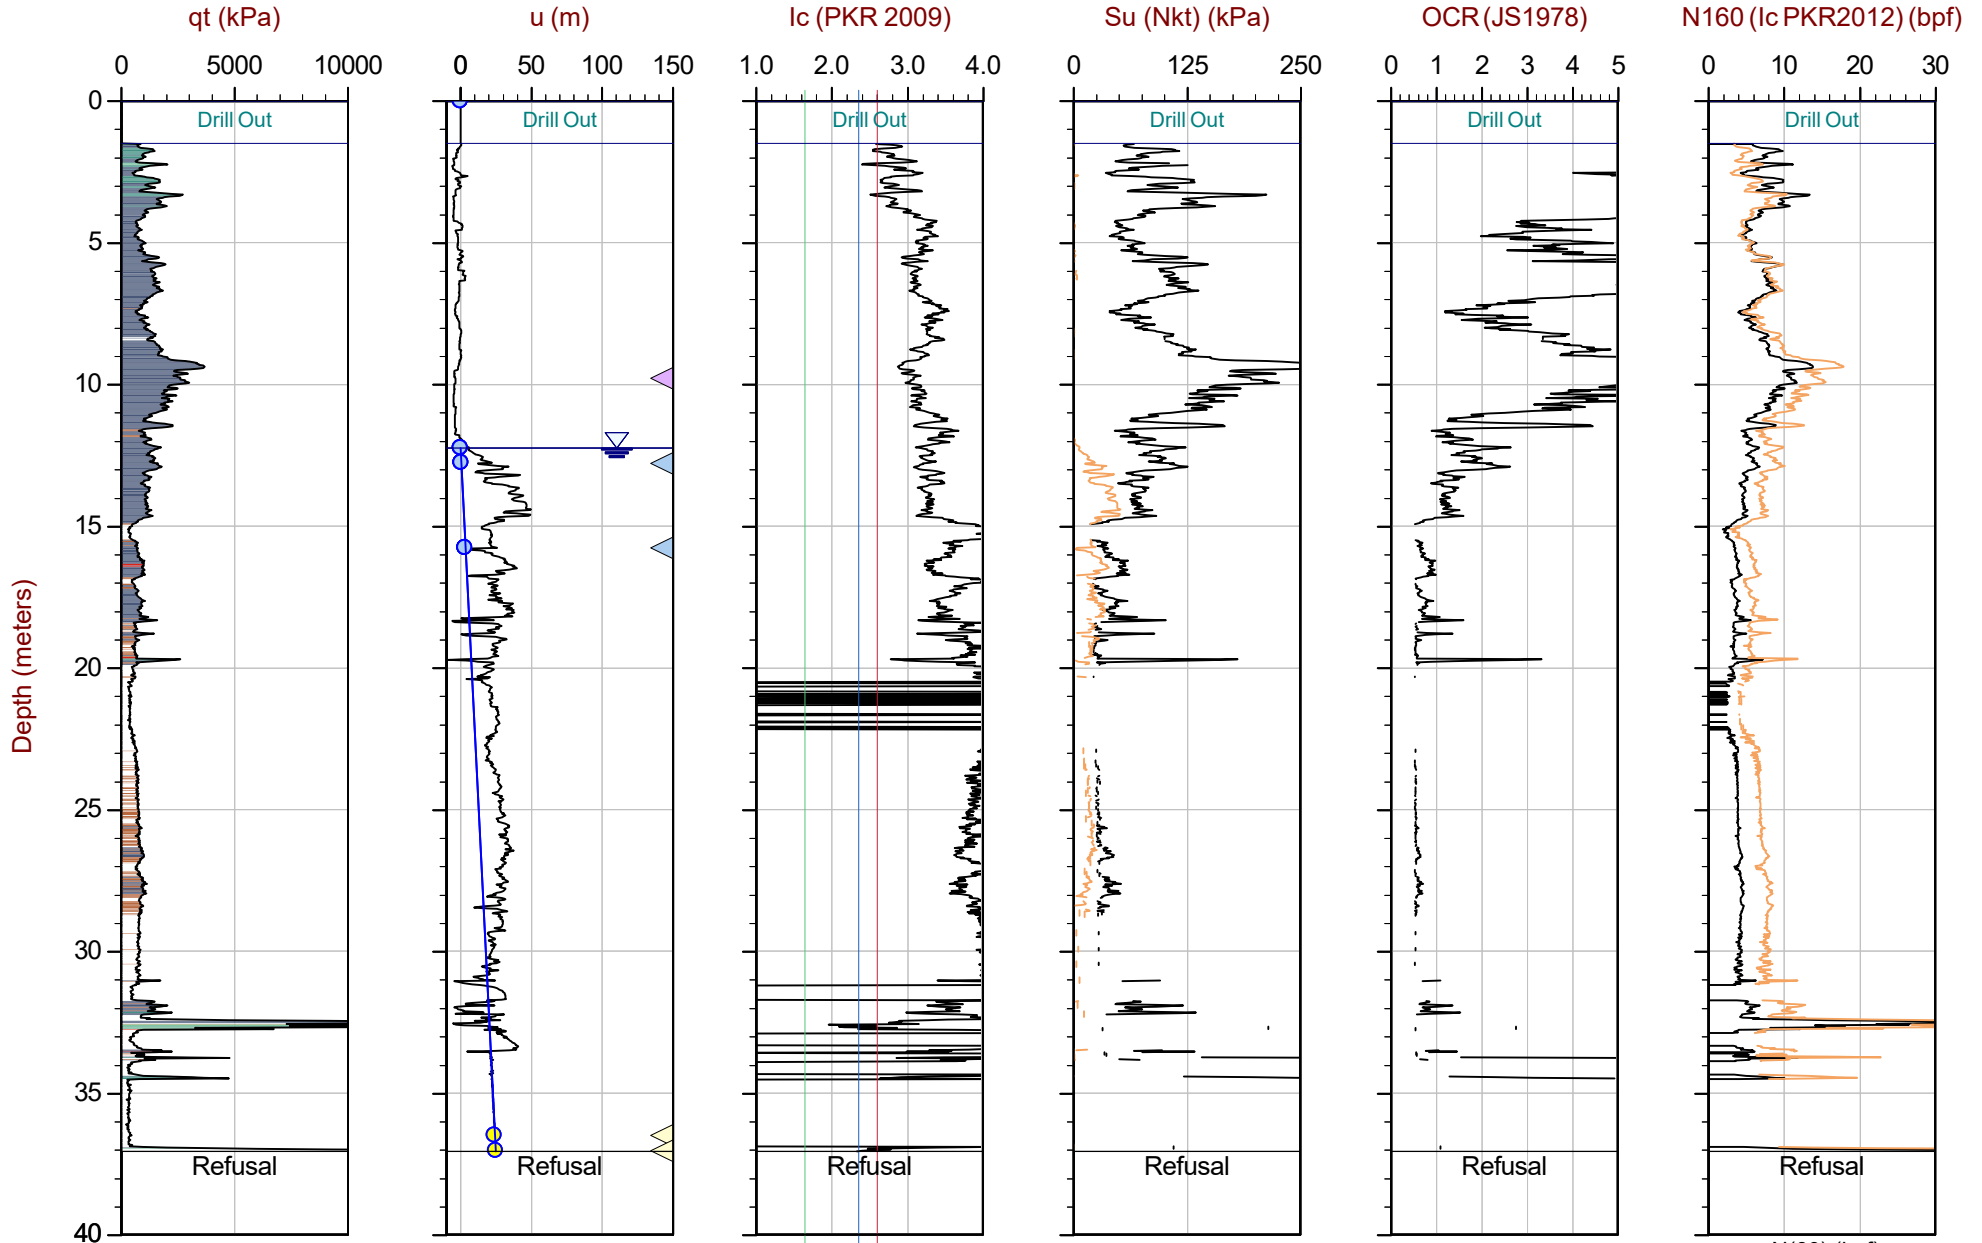 qt (kPa) u (m) Ic (PKR 2009) Su (Nkt) (kPa) OCR (JS1978) N160 (Ic PKR2012) (bpf)
0 5000 10000 0 50 100 150 1.0 2.0 3.0 4.0 0 125 250 0 1 2 3 4 5 0 10 20 30
0
Drill Out Drill Out Drill Out Drill Out Drill Out Drill Out
5
10
15
20
Depth (meters)
25
30
35
Refusal Refusal Refusal Refusal Refusal Refusal
40